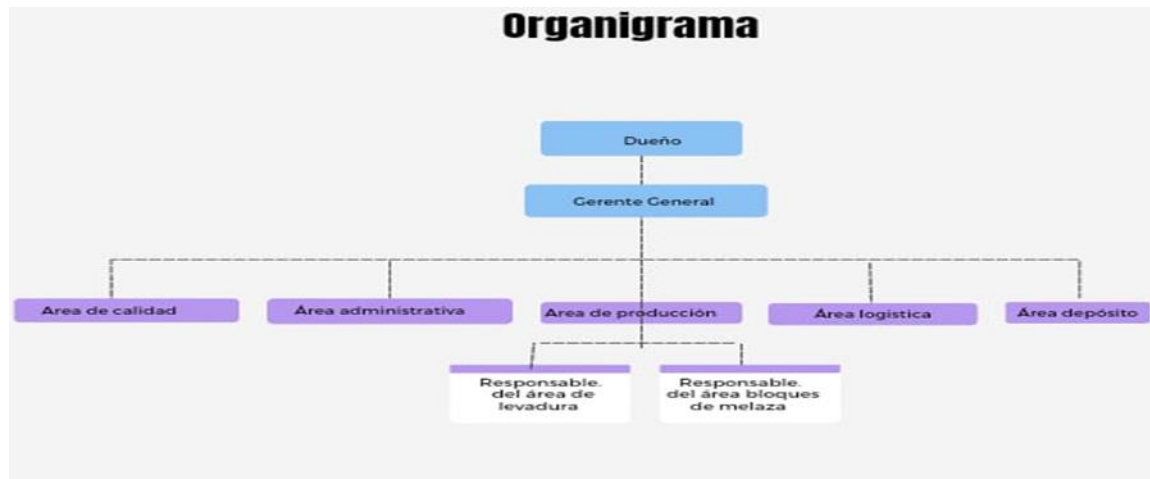 Organigrama
Dueño
Gerente General
Area de calidad
Área administrativa
Area de producción
Área logistica
Área depósito
Responsable.
del área de
levadura
Responsable.
del área bloques
de melaza